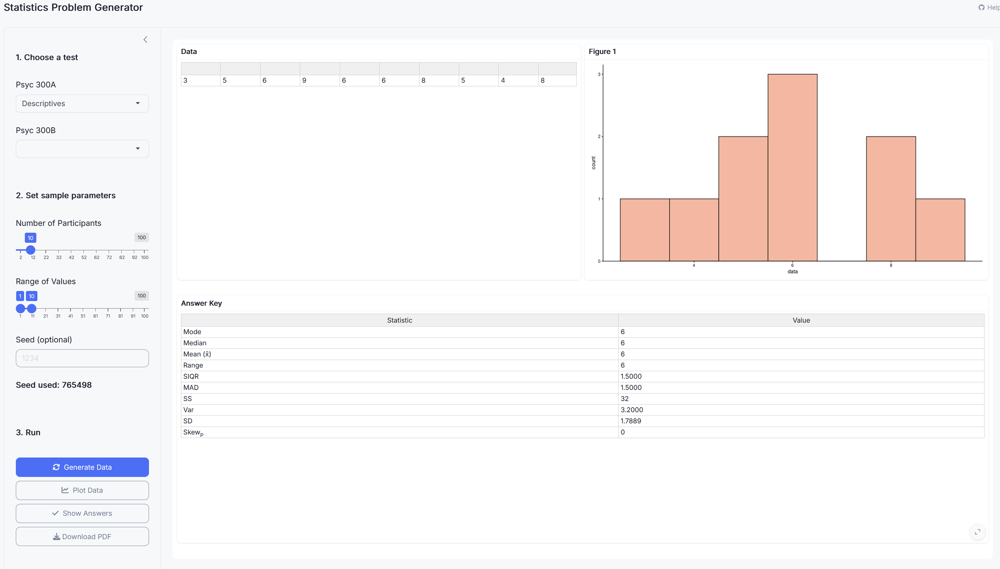 Statistics Problem Generator
Help
1. Choose a test
Psyc 300A
Descriptives
Psyc 300B
2. Set sample parameters
Number of Participants
10 100
2 12 22 32 42 52 62 72 82 92 100
Range of Values
1 10 100
1 11 21 31 41 51 61 71 81 91 100
Seed (optional)
1234
Seed used: 765498
3. Run
Generate Data
Plot Data
Show Answers
Download PDF
Data
3 5 6 9 6 6 8 5 4 8
Figure 1
3
2
1
0
count
4 6 8
data
Answer Key
Statistic Value
Mode 6
Median 6
Mean (x̄) 6
Range 6
SIQR 1.5000
MAD 1.5000
SS 32
Var 3.2000
SD 1.7889
Skewp 0